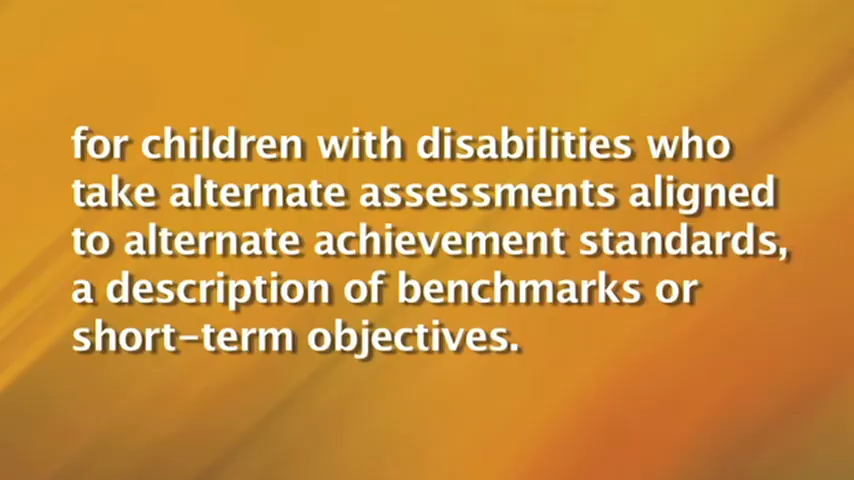 for children with disabilities who
take alternate assessments aligned
to alternate achievement standards,
a description of benchmarks or
short-term objectives.